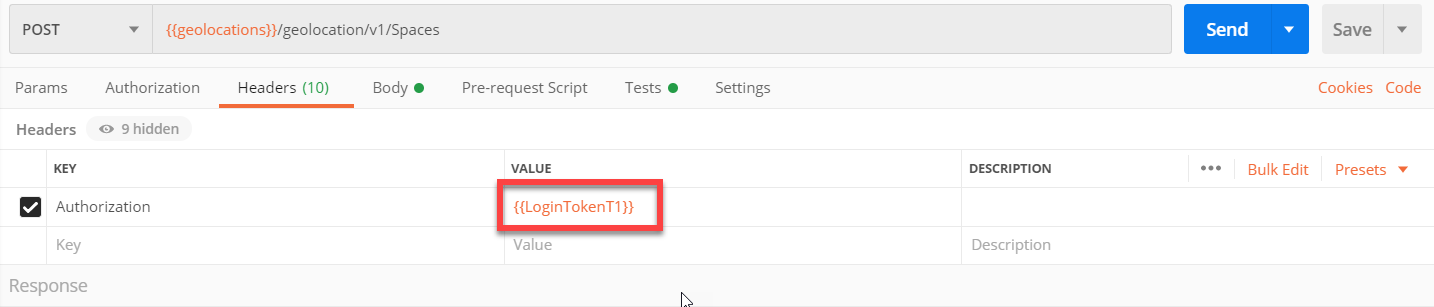 POST {{geolocations}}/geolocation/v1/Spaces Send Save
Params Authorization Headers (10) Body Pre-request Script Tests Settings Cookies Code
Headers 9 hidden
KEY VALUE DESCRIPTION ••• Bulk Edit Presets
Authorization {{LoginTokenT1}}
Key Value Description
Response